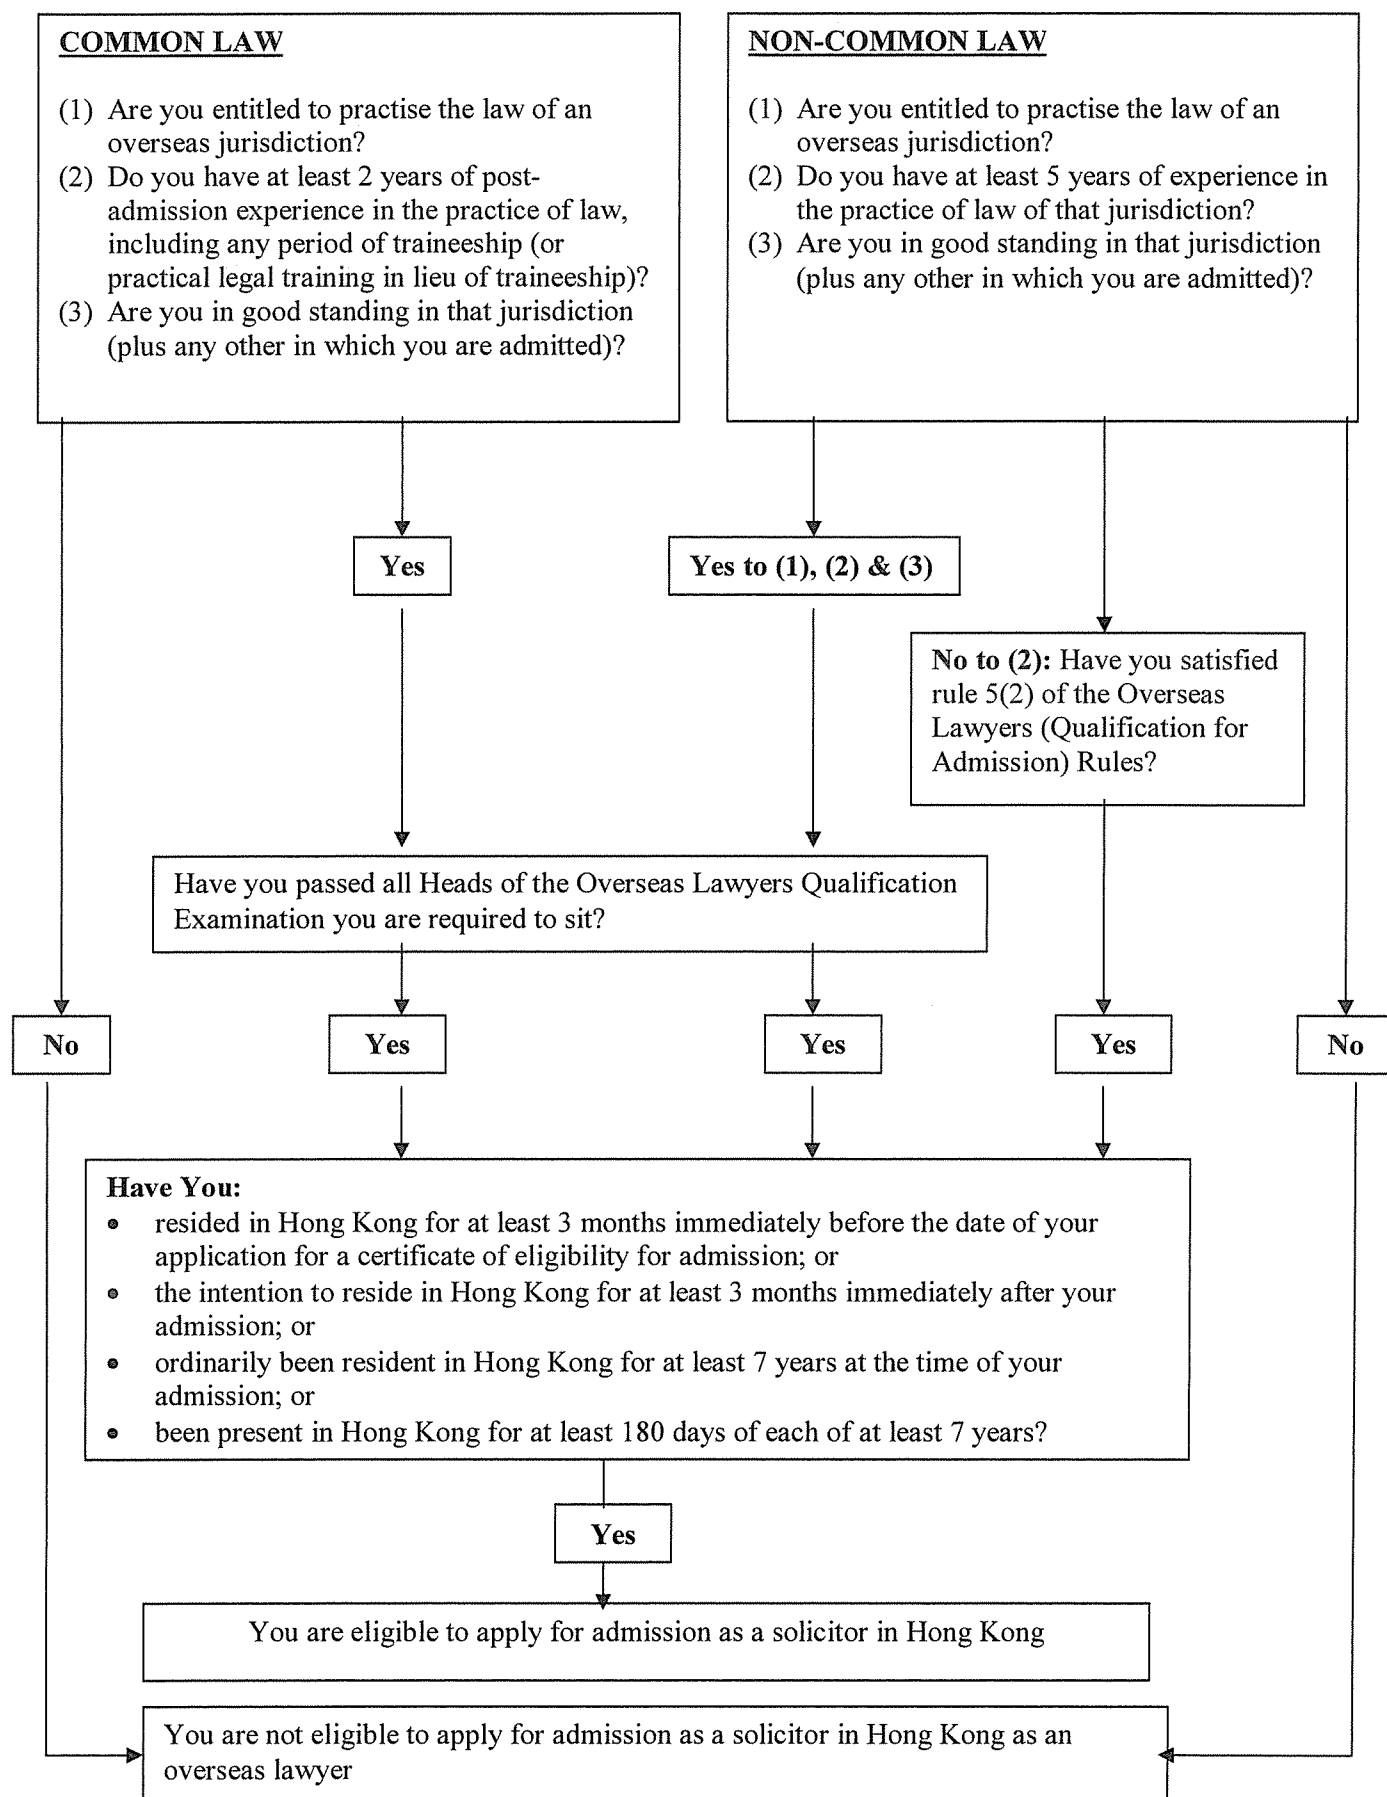 COMMON LAW
(1) Are you entitled to practise the law of an
overseas jurisdiction?
(2) Do you have at least 2 years of post-
admission experience in the practice of law,
including any period of traineeship (or
practical legal training in lieu of traineeship)?
(3) Are you in good standing in that jurisdiction
(plus any other in which you are admitted)?
NON-COMMON LAW
(1) Are you entitled to practise the law of an
overseas jurisdiction?
(2) Do you have at least 5 years of experience in
the practice of law of that jurisdiction?
(3) Are you in good standing in that jurisdiction
(plus any other in which you are admitted)?
Yes
Yes to (1), (2) & (3)
No to (2): Have you satisfied
rule 5(2) of the Overseas
Lawyers (Qualification for
Admission) Rules?
Have you passed all Heads of the Overseas Lawyers Qualification
Examination you are required to sit?
No
Yes
Yes
Yes
No
Have You:
• resided in Hong Kong for at least 3 months immediately before the date of your
application for a certificate of eligibility for admission; or
• the intention to reside in Hong Kong for at least 3 months immediately after your
admission; or
• ordinarily been resident in Hong Kong for at least 7 years at the time of your
admission; or
• been present in Hong Kong for at least 180 days of each of at least 7 years?
Yes
You are eligible to apply for admission as a solicitor in Hong Kong
You are not eligible to apply for admission as a solicitor in Hong Kong as an
overseas lawyer